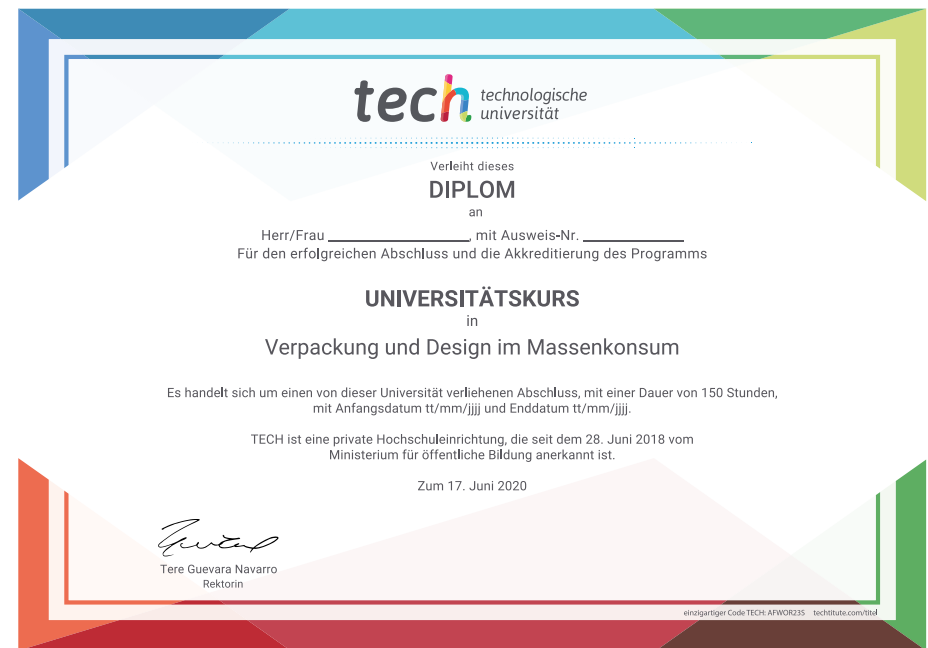 tech technologische
universität
Verleiht dieses
DIPLOM
an
Herr/Frau ____________________, mit Ausweis-Nr. ______________
Für den erfolgreichen Abschluss und die Akkreditierung des Programms
UNIVERSITÄTSKURS
in
Verpackung und Design im Massenkonsum
Es handelt sich um einen von dieser Universität verliehenen Abschluss, mit einer Dauer von 150 Stunden,
mit Anfangsdatum tt/mm/jjjj und Enddatum tt/mm/jjjj.
TECH ist eine private Hochschuleinrichtung, die seit dem 28. Juni 2018 vom
Ministerium für öffentliche Bildung anerkannt ist.
Zum 17. Juni 2020
Tere Guevara Navarro
Rektorin
einzigartiger Code TECH: AFWOR23S techtitute.com/titel